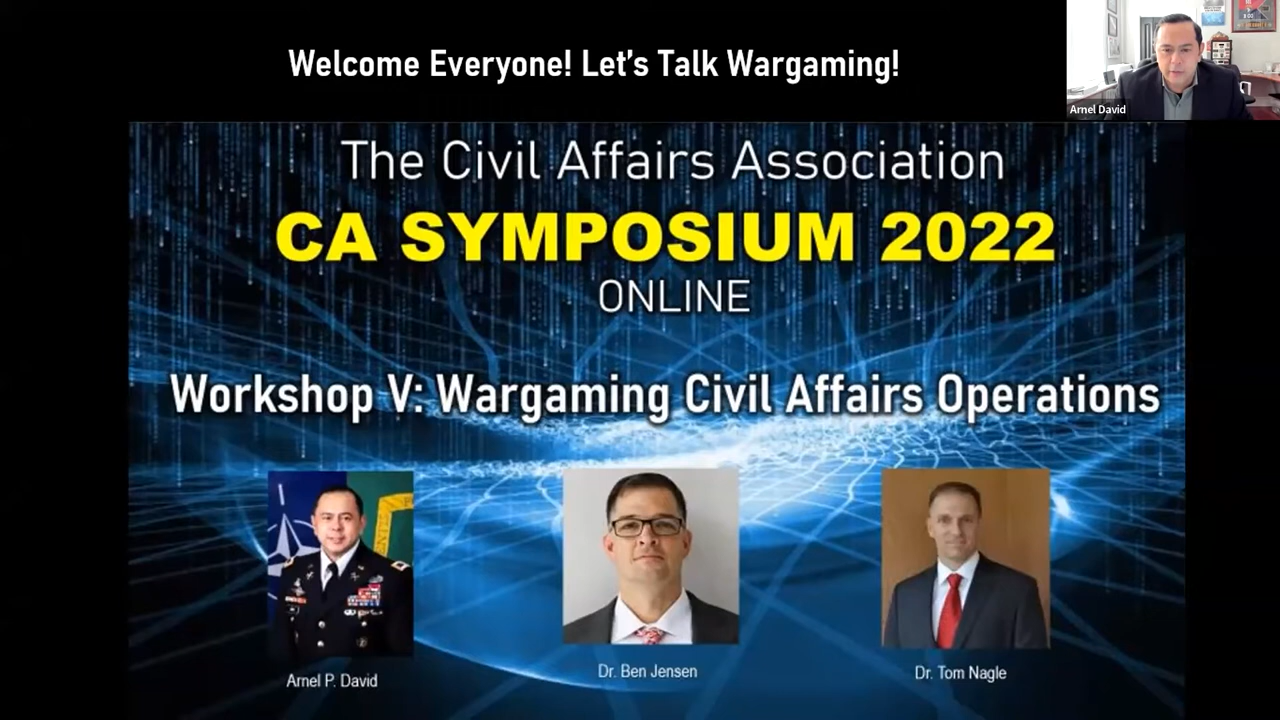 Welcome Everyone! Let's Talk Wargaming!
Arnel David
The Civil Affairs Association
CA SYMPOSIUM 2022
ONLINE
Workshop V: Wargaming Civil Affairs Operations
Arnel P. David
Dr. Ben Jensen
Dr. Tom Nagle